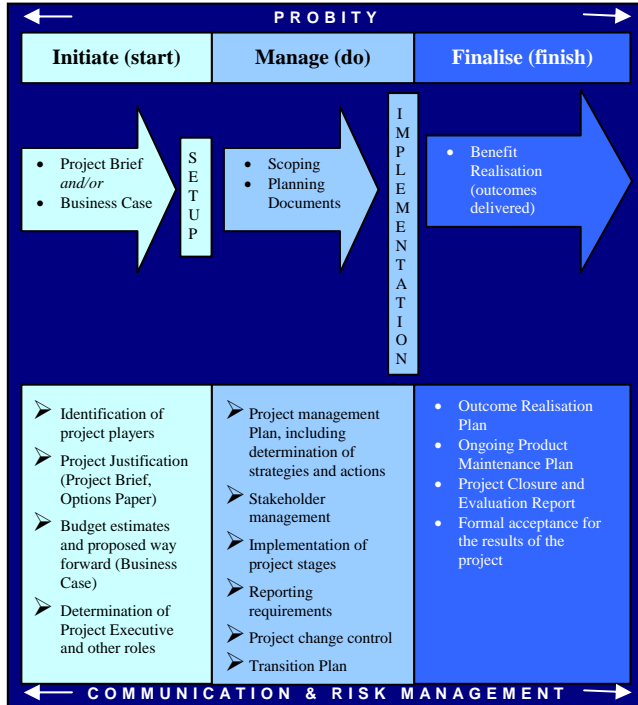 PROBITY
Initiate (start)
Manage (do)
Finalise (finish)
• Project Brief
and/or
• Business Case
SETUP
• Scoping
• Planning
Documents
IMPLEMENTATION
• Benefit
Realisation
(outcomes
delivered)
➢ Identification of
project players
➢ Project Justification
(Project Brief,
Options Paper)
➢ Budget estimates
and proposed way
forward (Business
Case)
➢ Determination of
Project Executive
and other roles
➢ Project management
Plan, including
determination of
strategies and actions
➢ Stakeholder
management
➢ Implementation of
project stages
➢ Reporting
requirements
➢ Project change control
➢ Transition Plan
• Outcome Realisation
Plan
• Ongoing Product
Maintenance Plan
• Project Closure and
Evaluation Report
• Formal acceptance for
the results of the
project
COMMUNICATION & RISK MANAGEMENT